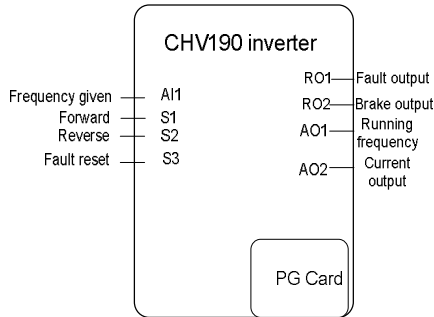 CHV190 inverter
Frequency given
Forward
Reverse
Fault reset
AI1
S1
S2
S3
RO1
RO2
AO1
AO2
Fault output
Brake output
Running
frequency
Current
output
PG Card